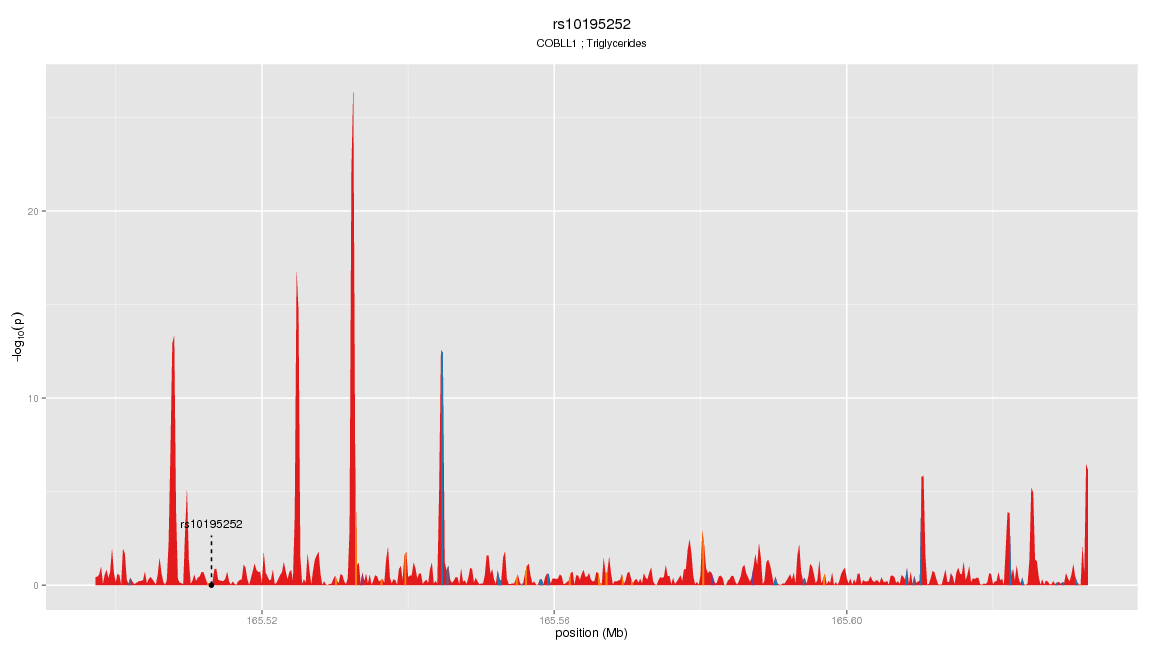 rs10195252
COBLL1 ; Triglycerides
20
10
0
−log10(p)
rs10195252
165.52
165.56
165.60
position (Mb)